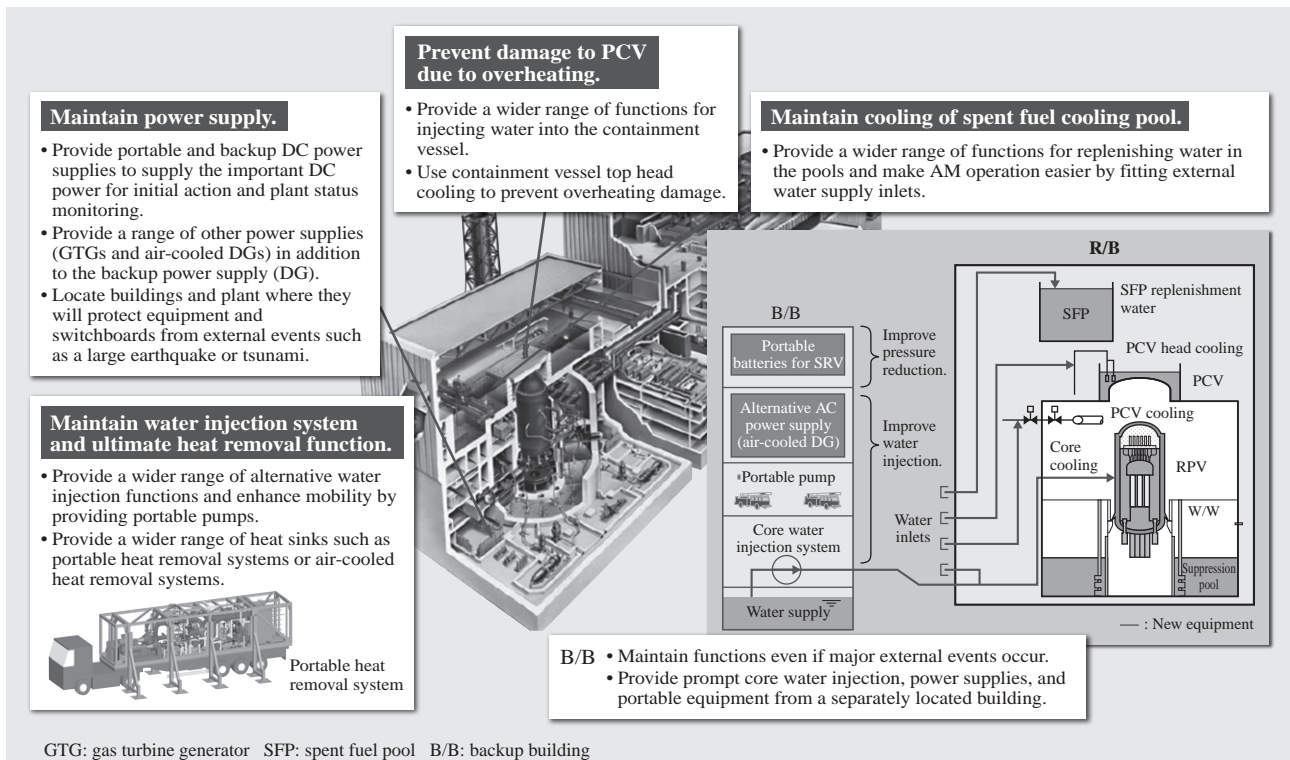 Prevent damage to PCV
due to overheating.
• Provide a wider range of functions for
injecting water into the containment
vessel.
• Use containment vessel top head
cooling to prevent overheating damage.
Maintain power supply.
• Provide portable and backup DC power
supplies to supply the important DC
power for initial action and plant status
monitoring.
• Provide a range of other power supplies
(GTGs and air-cooled DGs) in addition
to the backup power supply (DG).
• Locate buildings and plant where they
will protect equipment and
switchboards from external events such
as a large earthquake or tsunami.
Maintain cooling of spent fuel cooling pool.
• Provide a wider range of functions for replenishing water in
the pools and make AM operation easier by fitting external
water supply inlets.
Maintain water injection system
and ultimate heat removal function.
• Provide a wider range of alternative water
injection functions and enhance mobility by
providing portable pumps.
• Provide a wider range of heat sinks such as
portable heat removal systems or air-cooled
heat removal systems.
Portable heat
removal system
B/B
Portable
batteries for SRV
Improve
pressure
reduction.
Alternative AC
power supply
(air-cooled DG)
Improve
water
injection.
Portable pump
Core water
injection system
Water supply
Water
inlets
R/B
SFP
SFP replenishment
water
PCV head cooling
PCV
PCV cooling
Core
cooling
RPV
W/W
Suppression
pool
— : New equipment
B/B • Maintain functions even if major external events occur.
• Provide prompt core water injection, power supplies, and
portable equipment from a separately located building.
GTG: gas turbine generator SFP: spent fuel pool B/B: backup building